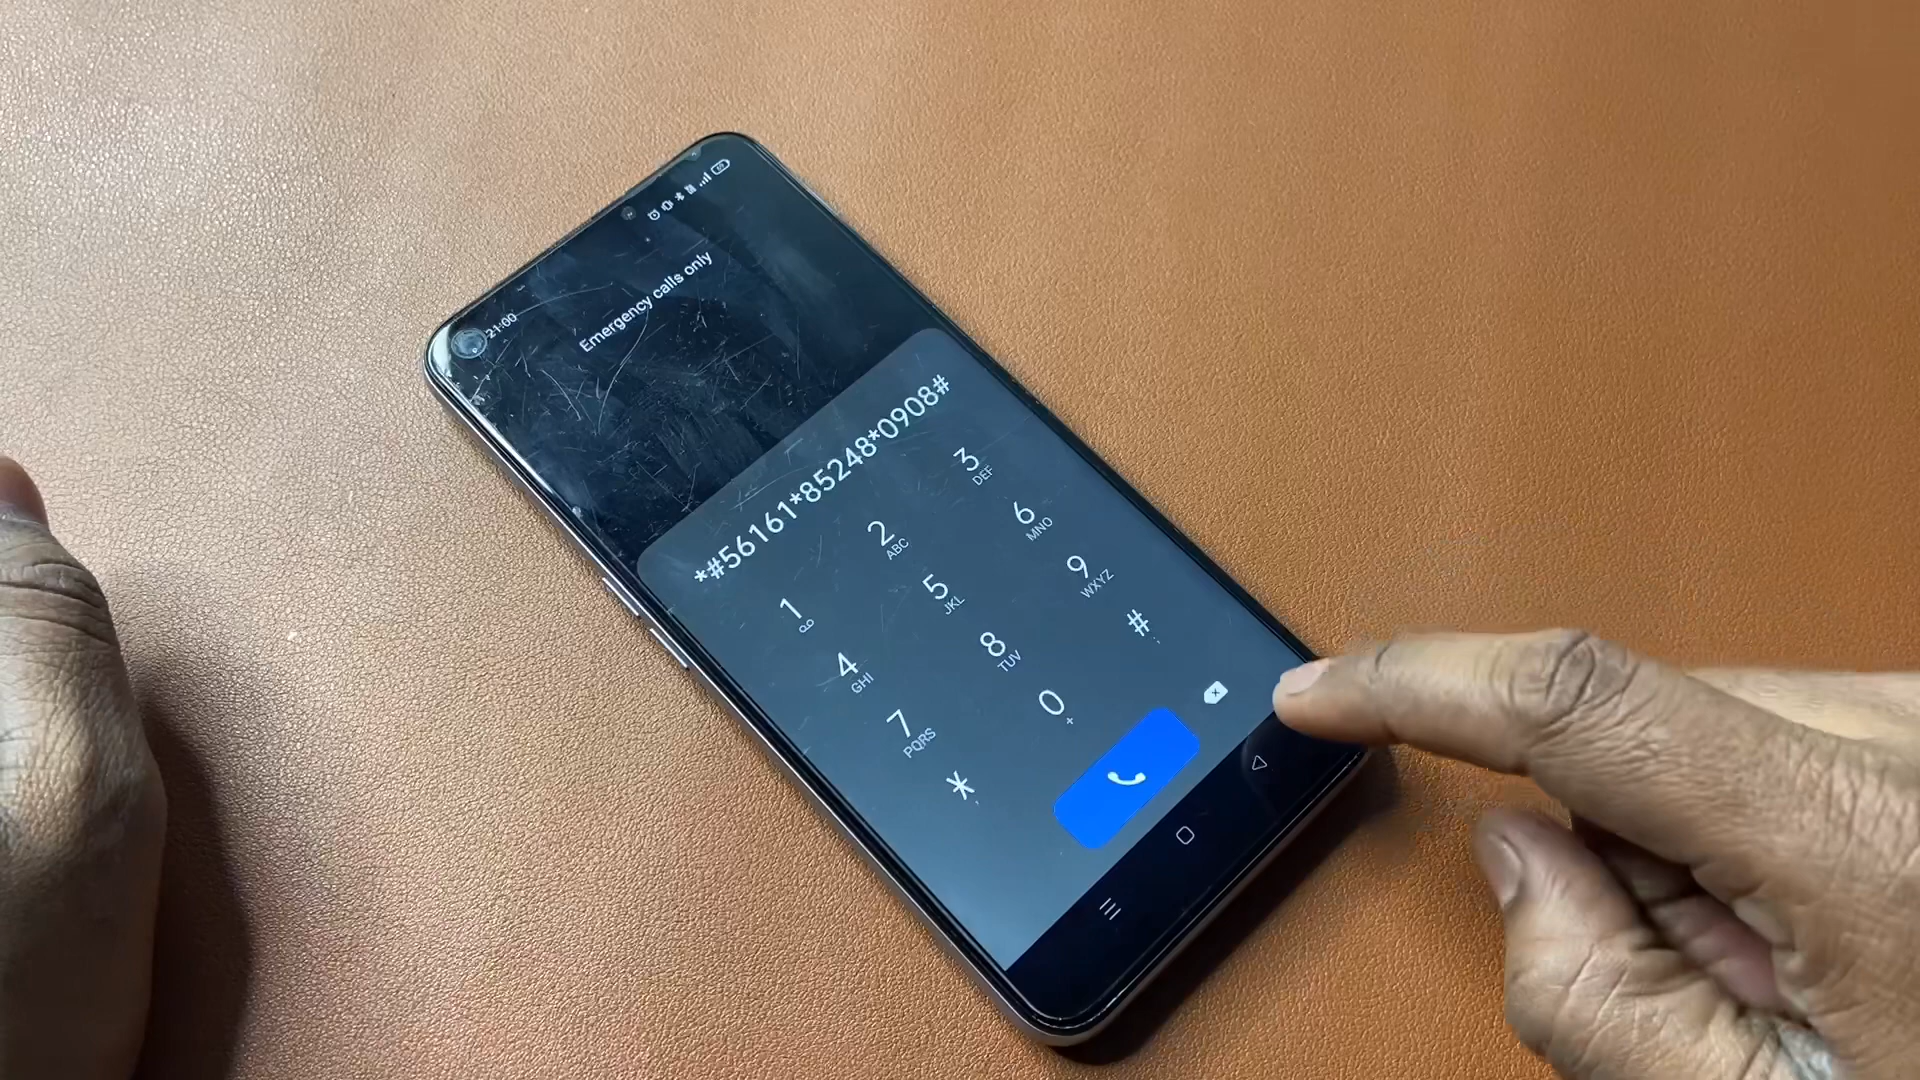 21:00
Emergency calls only
*#56161*85248*0908#
1
2 ABC
3 DEF
4 GHI
5 JKL
6 MNO
7 PQRS
8 TUV
9 WXYZ
*
,
0 +
#
;